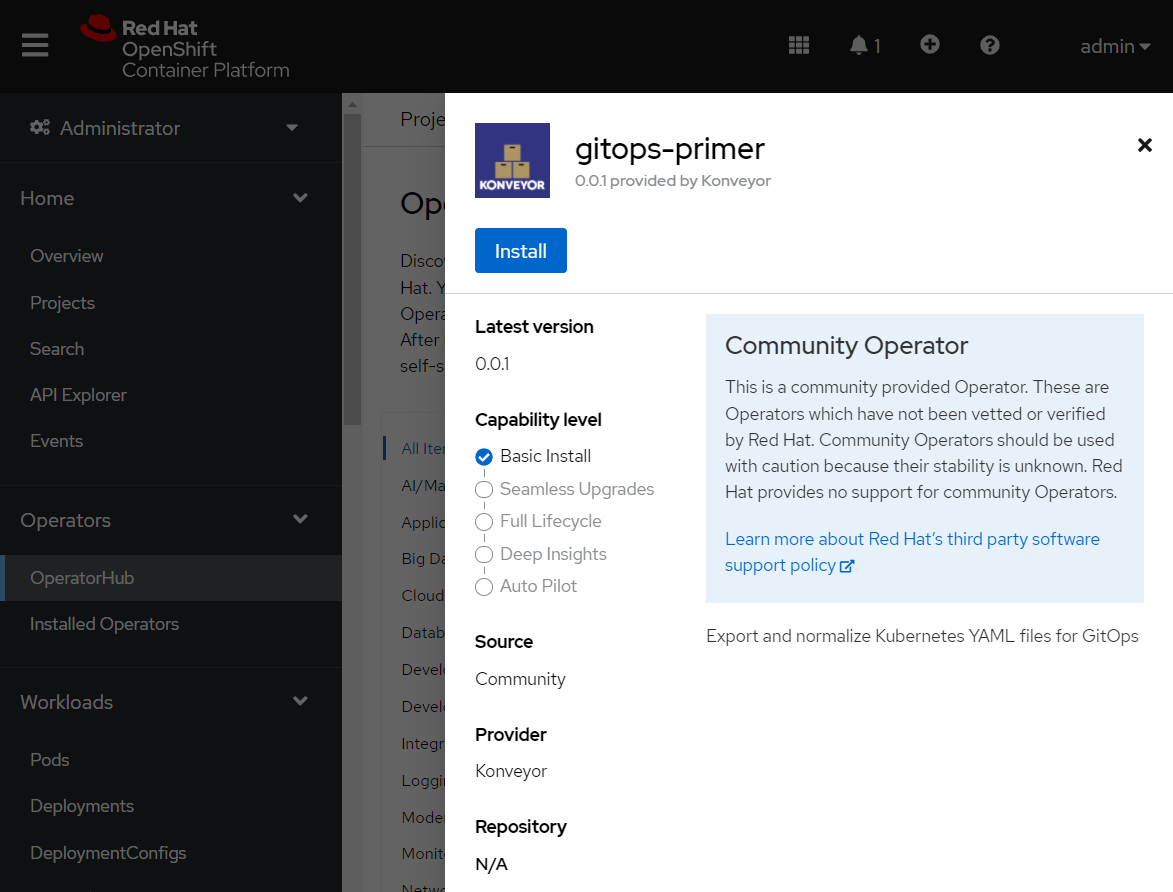 Red Hat
OpenShift
Container Platform
1
admin
Administrator
Home
Overview
Projects
Search
API Explorer
Events
Operators
OperatorHub
Installed Operators
Workloads
Pods
Deployments
DeploymentConfigs
Proje
Ope
Disco
Hat. Y
Opera
After
self-s
All Iter
AI/Ma
Applic
Big Da
Cloud
Datab
Devel
Devel
Integr
Loggin
Moder
Monit
Netwo
KONVEYOR
gitops-primer
0.0.1 provided by Konveyor
Install
Latest version
0.0.1
Capability level
Basic Install
Seamless Upgrades
Full Lifecycle
Deep Insights
Auto Pilot
Source
Community
Provider
Konveyor
Repository
N/A
Community Operator
This is a community provided Operator. These are
Operators which have not been vetted or verified
by Red Hat. Community Operators should be used
with caution because their stability is unknown. Red
Hat provides no support for community Operators.
Learn more about Red Hat’s third party software
support policy
Export and normalize Kubernetes YAML files for GitOps